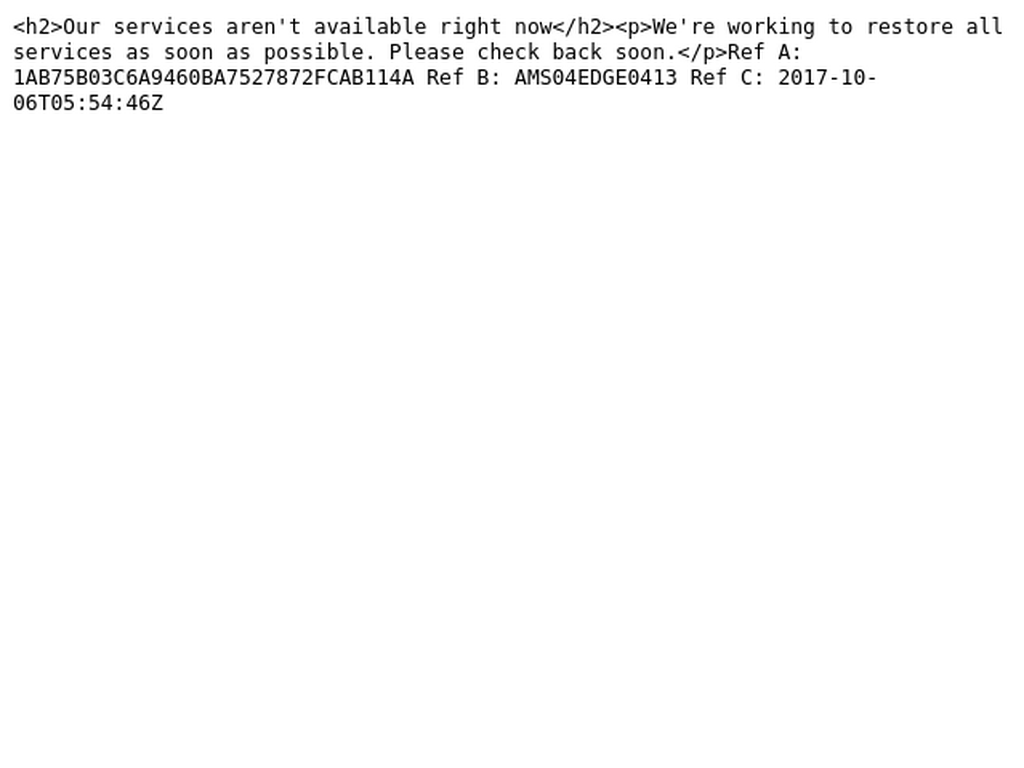 <h2>Our services aren't available right now</h2><p>We're working to restore all
services as soon as possible. Please check back soon.</p>Ref A:
1AB75B03C6A9460BA7527872FCAB114A Ref B: AMS04EDGE0413 Ref C: 2017-10-
06T05:54:46Z